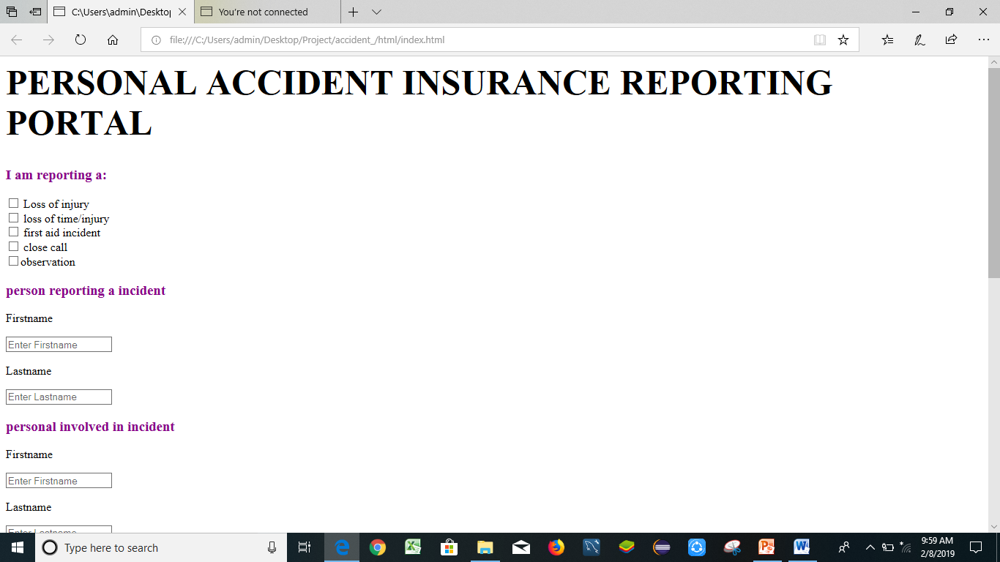 C:\Users\admin\Desktop
You're not connected
file:///C:/Users/admin/Desktop/Project/accident_/html/index.html
PERSONAL ACCIDENT INSURANCE REPORTING
PORTAL
I am reporting a:
Loss of injury
loss of time/injury
first aid incident
close call
observation
person reporting a incident
Firstname
Enter Firstname
Lastname
Enter Lastname
personal involved in incident
Firstname
Enter Firstname
Lastname
Enter Lastname
Type here to search
9:59 AM
2/8/2019